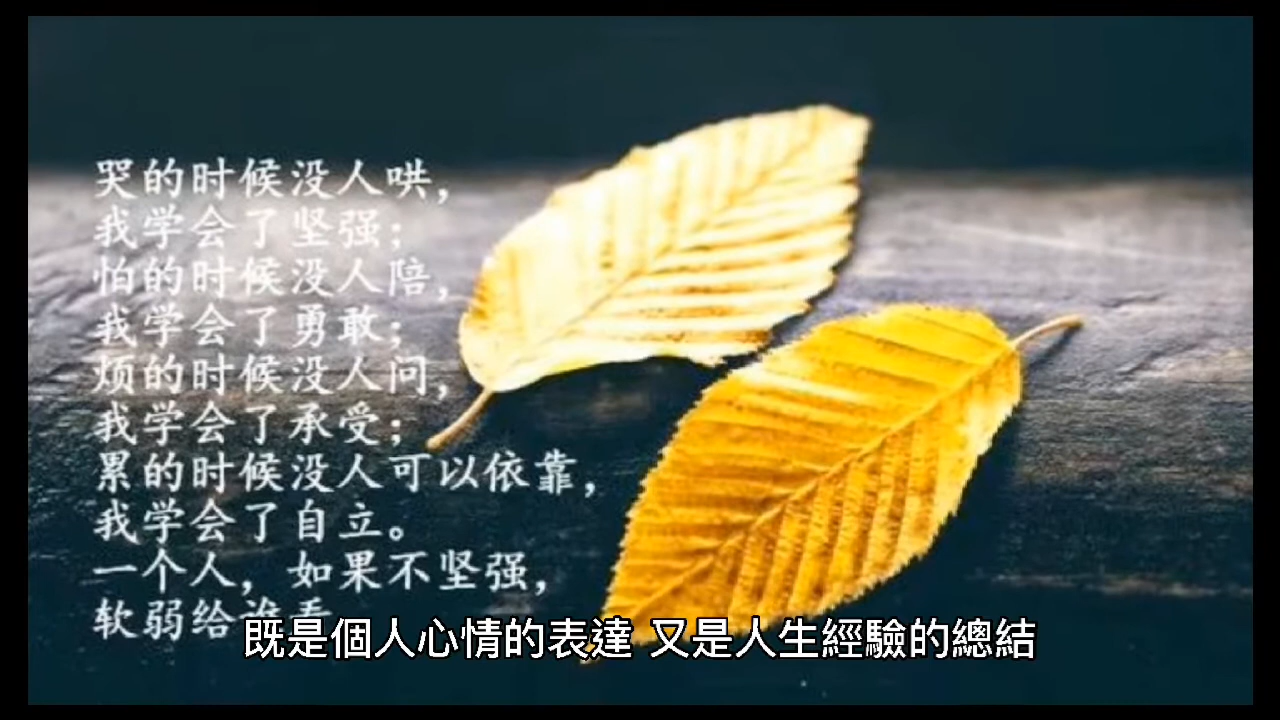 哭的时候没人哄，
我学会了坚强；
怕的时候没人陪，
我学会了勇敢；
烦的时候没人问，
我学会了承受；
累的时候没人可以依靠，
我学会了自立。
一个人，如果不坚强，
软弱给谁看
既是個人心情的表達 又是人生經驗的總結